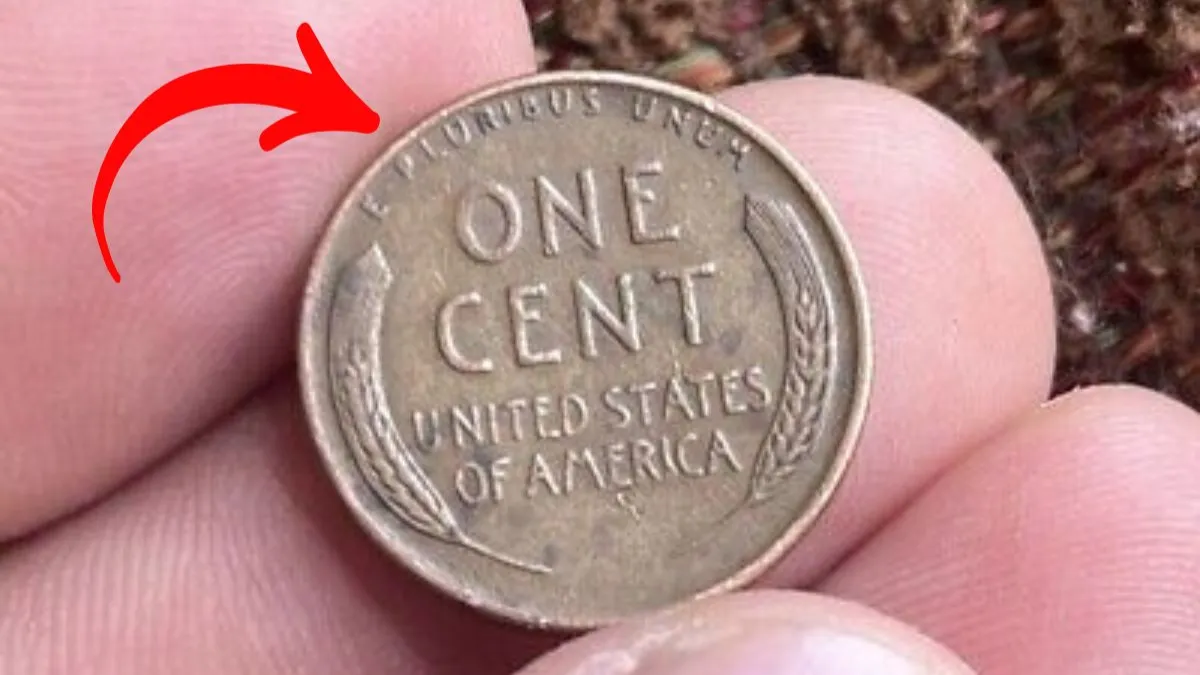 E PLURIBUS UNUM
ONE
CENT
UNITED STATES
OF AMERICA